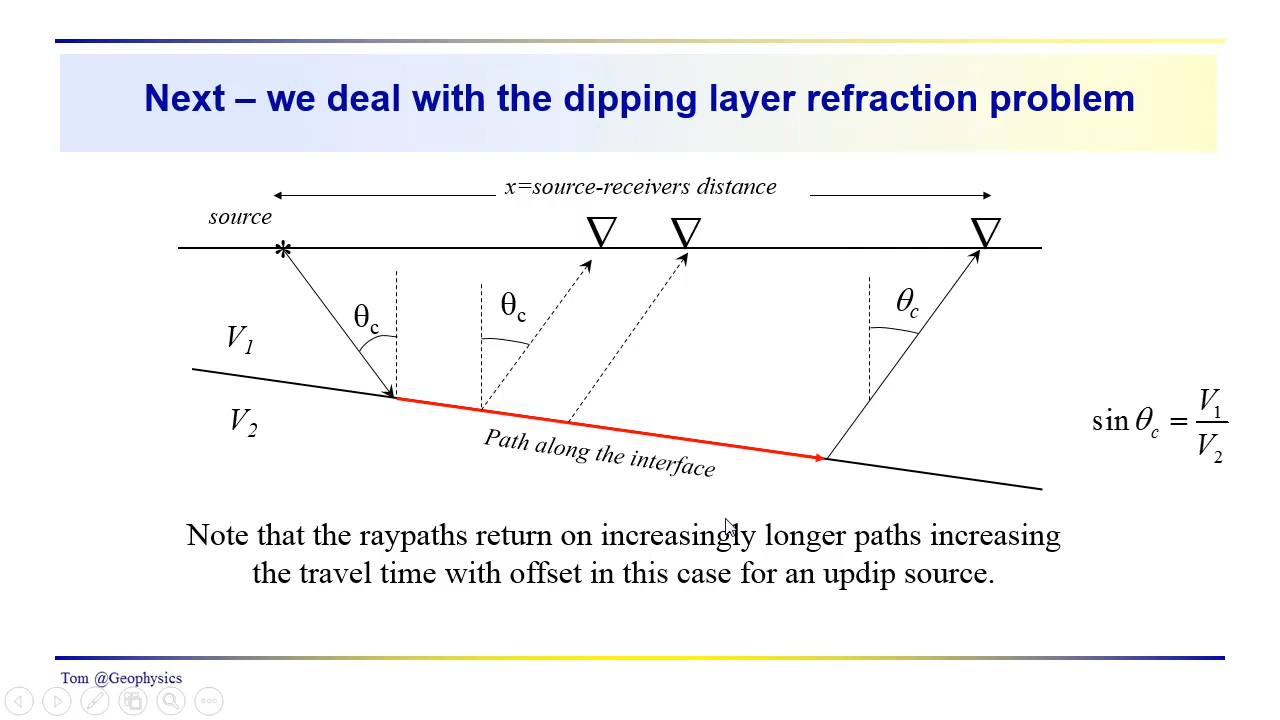 Next – we deal with the dipping layer refraction problem
x=source-receivers distance
source
θc
θc
θc
V1
V2
Path along the interface
sin θc = V1/V2
Note that the raypaths return on increasingly longer paths increasing
the travel time with offset in this case for an updip source.
Tom @Geophysics